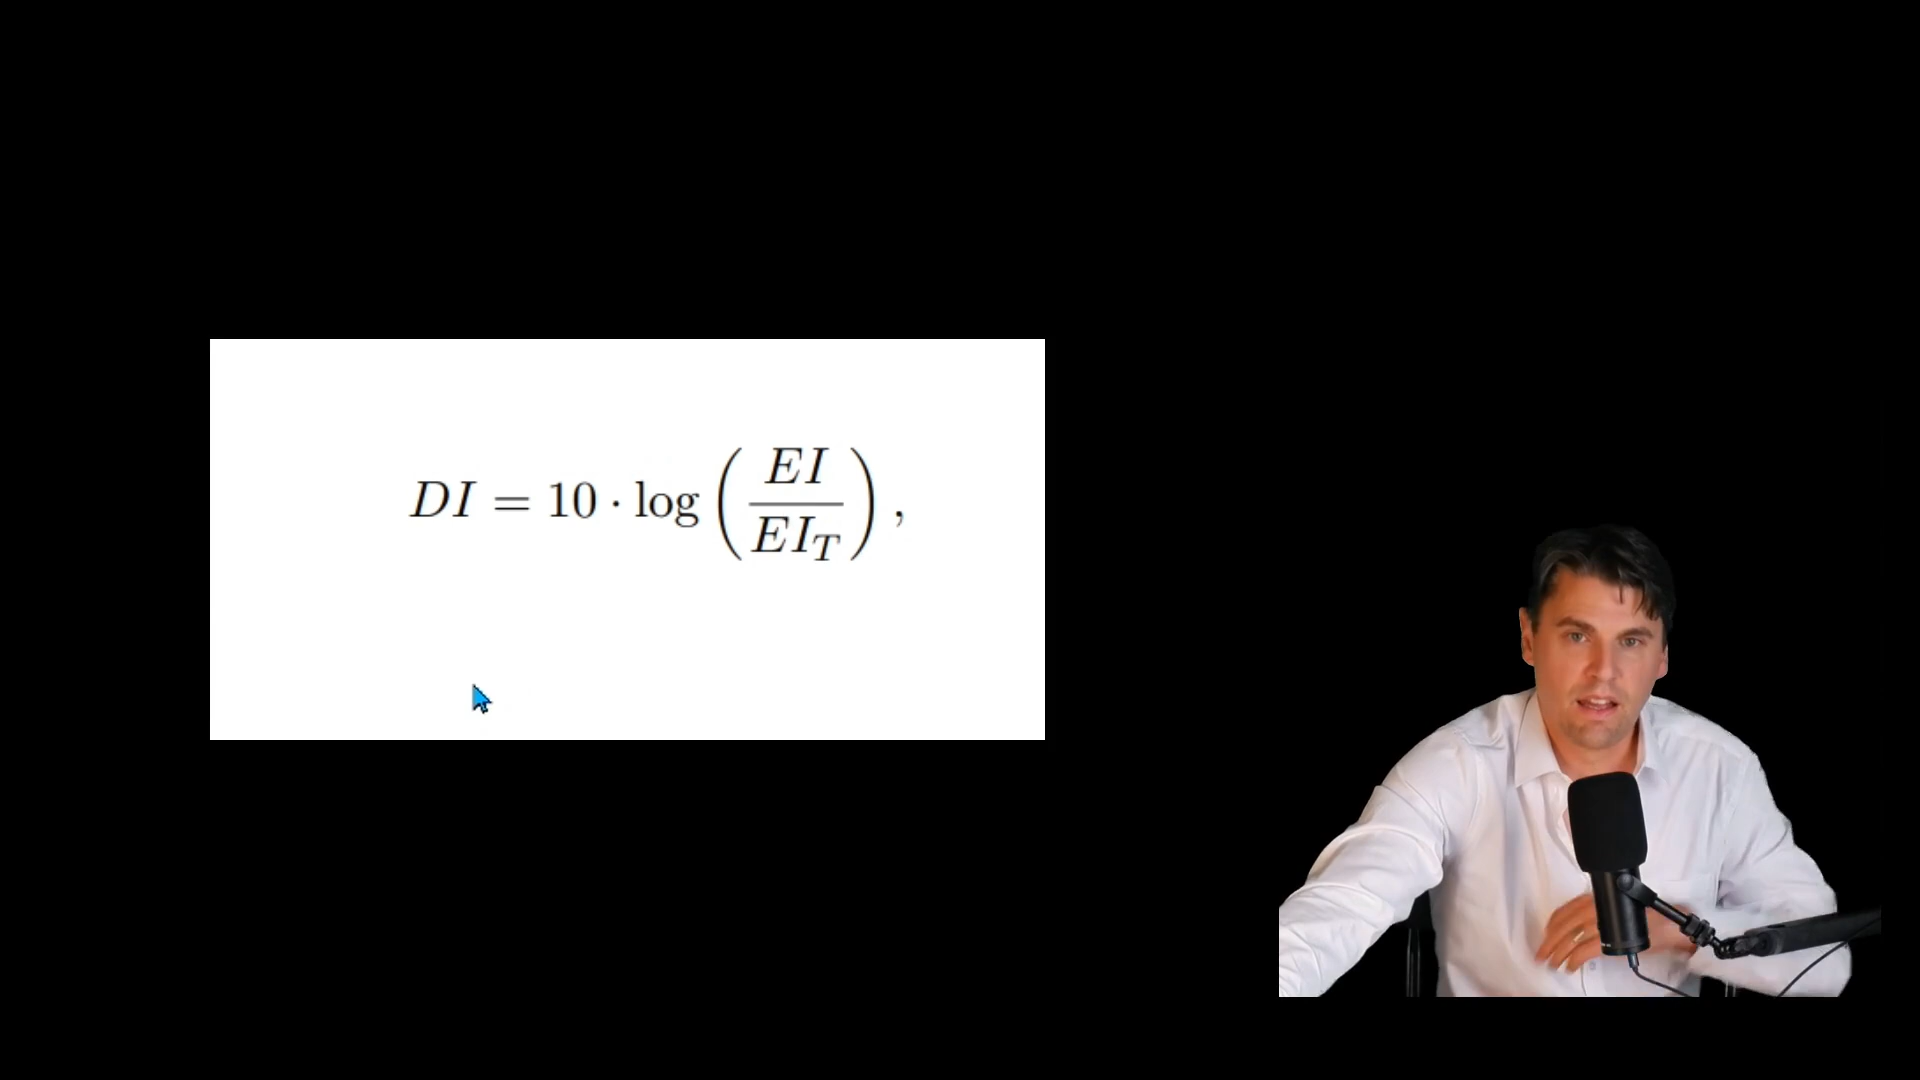 DI = 10 · log ( EI / EI_T ) ,